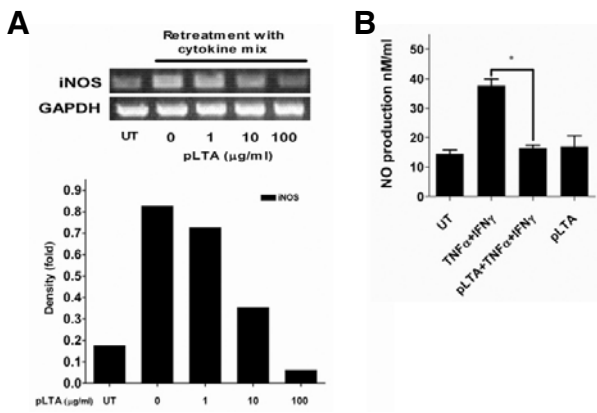 A
Retreatment with
cytokine mix
iNOS
GAPDH
UT 0 1 10 100
pLTA (μg/ml)
iNOS
Density (fold)
0.9
0.8
0.7
0.6
0.5
0.4
0.3
0.2
0.1
0.0
pLTA (μg/ml) UT 0 1 10 100
B
NO production nM/ml
50
40
30
20
10
0
*
UT
TNFα+IFNγ
pLTA+TNFα+IFNγ
pLTA